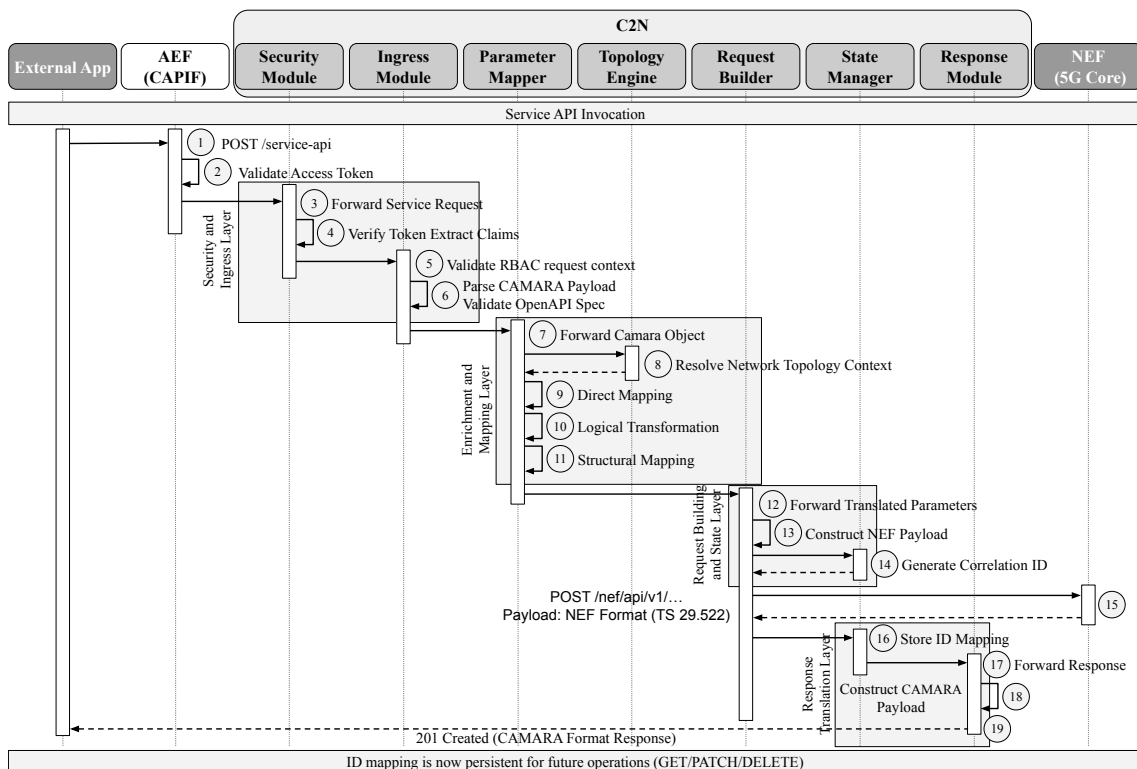 C2N
External App
AEF
(CAPIF)
Security
Module
Ingress
Module
Parameter
Mapper
Topology
Engine
Request
Builder
State
Manager
Response
Module
NEF
(5G Core)
Service API Invocation
1
POST /service-api
2
Validate Access Token
Security and
Ingress Layer
3
Forward Service Request
4
Verify Token Extract Claims
5
Validate RBAC request context
6
Parse CAMARA Payload
Validate OpenAPI Spec
Enrichment and
Mapping Layer
7
Forward Camara Object
8
Resolve Network Topology Context
9
Direct Mapping
10
Logical Transformation
11
Structural Mapping
Request Building
and State Layer
12
Forward Translated Parameters
13
Construct NEF Payload
14
Generate Correlation ID
POST /nef/api/v1/…
Payload: NEF Format (TS 29.522)
15
Response
Translation Layer
16
Store ID Mapping
17
Forward Response
Construct CAMARA
Payload
18
19
201 Created (CAMARA Format Response)
ID mapping is now persistent for future operations (GET/PATCH/DELETE)